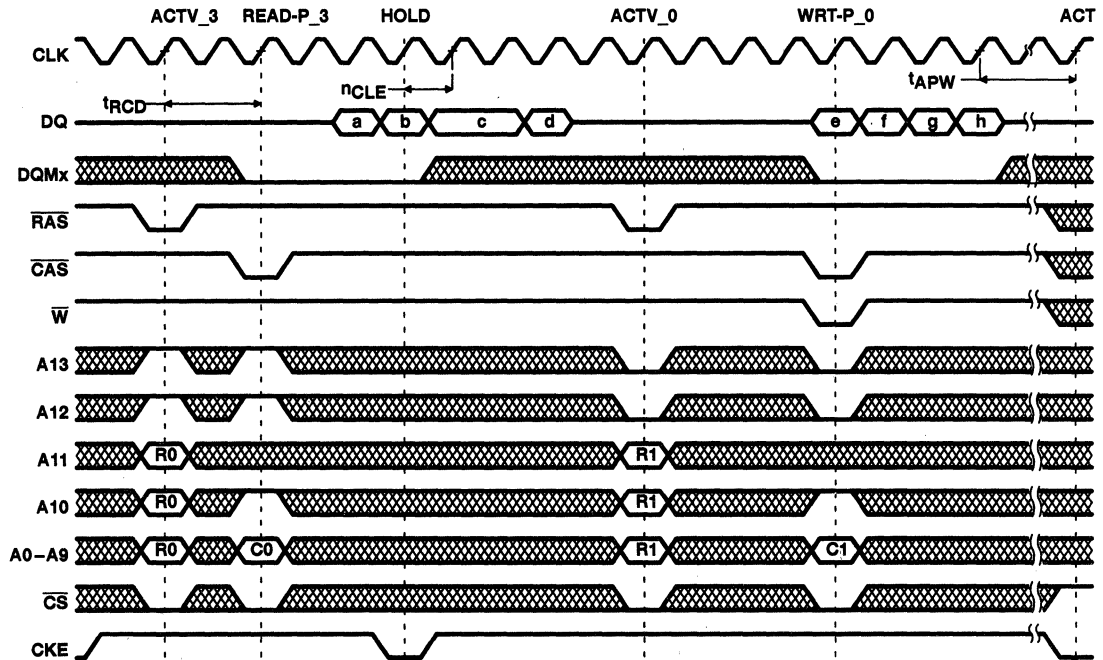 ACTV_3 READ-P_3 HOLD ACTV_0 WRT-P_0 ACT
CLK
tRCD nCLE tAPW
DQ a b c d e f g h
DQMx
RAS
CAS
W
A13
A12
A11 R0 R1
A10 R0 R1
A0–A9 R0 C0 R1 C1
CS
CKE